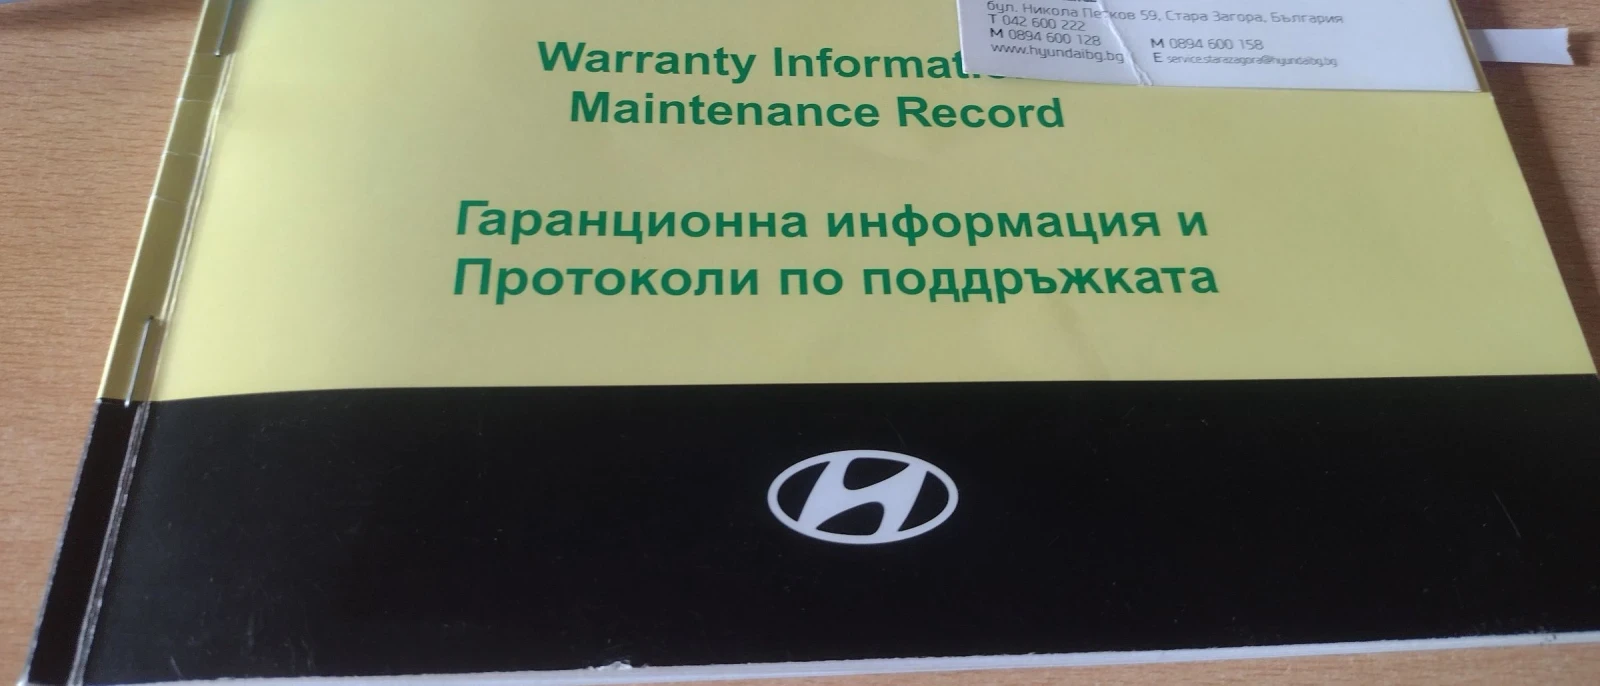 бул. Никола Петков 59, Стара Загора, България
T 042 600 222
M 0894 600 128
M 0894 600 158
www.hyundaibg.bg
E service.starazagora@hyundaibg.bg
Warranty Informatio
Maintenance Record
Гаранционна информация и
Протоколи по поддръжката